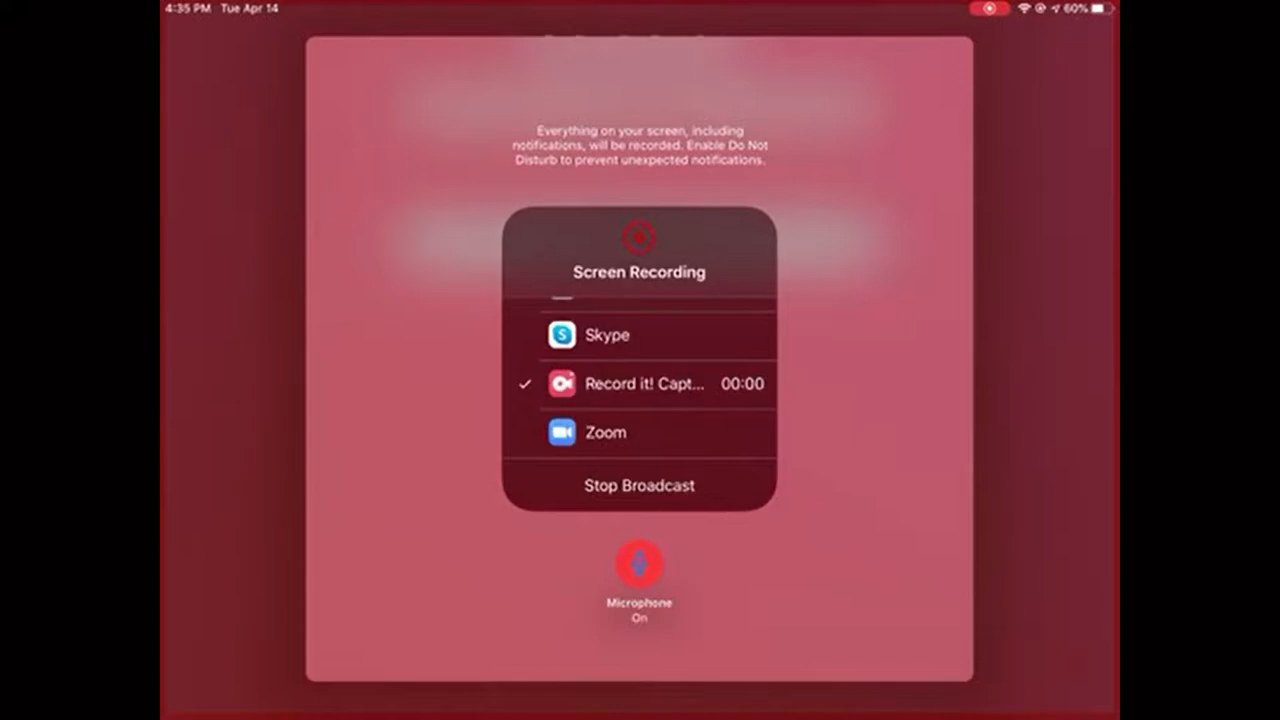 4:35 PM Tue Apr 14 60%
Everything on your screen, including
notifications, will be recorded. Enable Do Not
Disturb to prevent unexpected notifications.
Screen Recording
Skype
Record it! Capt... 00:00
Zoom
Stop Broadcast
Microphone
On